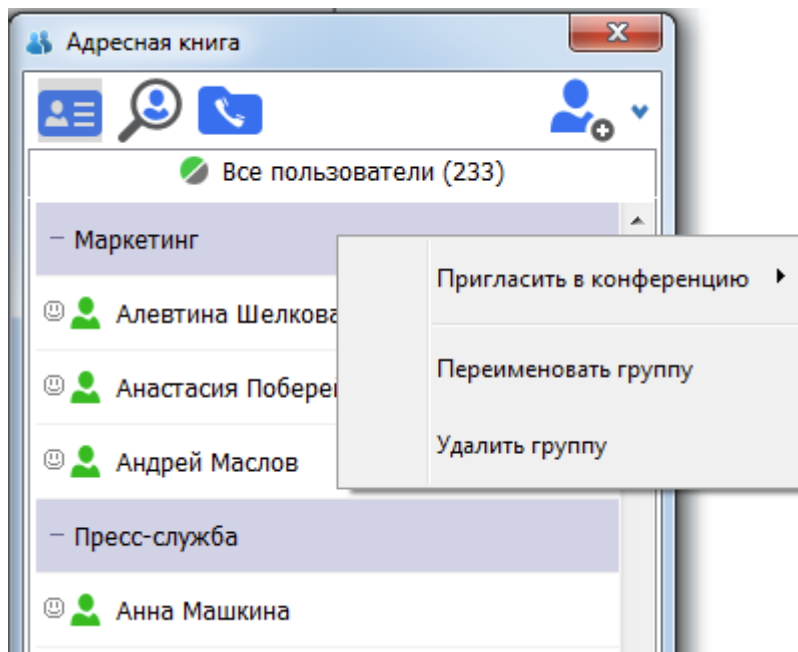 Адресная книга
Все пользователи (233)
Маркетинг
Пригласить в конференцию
Алевтина Шелкова
Переименовать группу
Анастасия
Удалить группу
Андрей Маслов
Пресс-служба
Анна Машкина